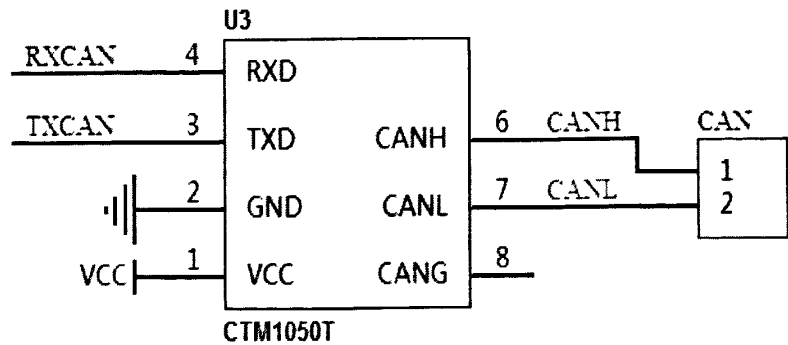 U3
RXCAN 4 RXD
TXCAN 3 TXD CANH 6 CANH CAN
1
2 GND CANL 7 CANL 2
VCC 1 VCC CANG 8
CTM1050T